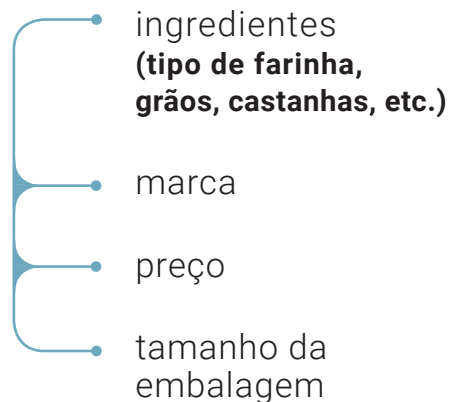 ingredientes
(tipo de farinha,
grãos, castanhas, etc.)
marca
preço
tamanho da
embalagem